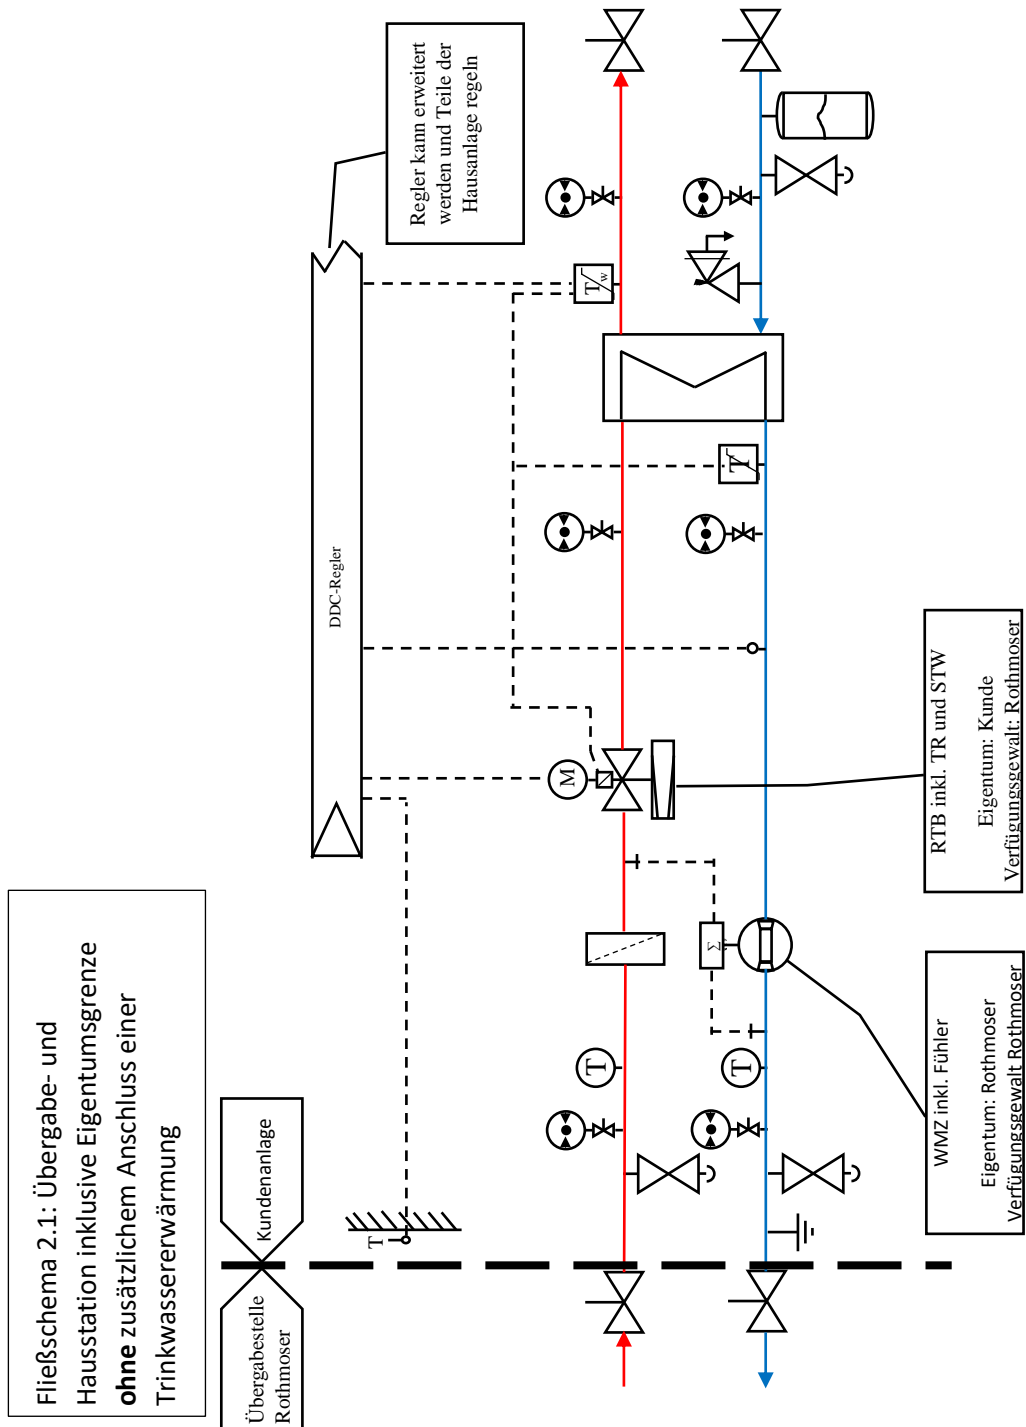 Fließschema 2.1: Übergabe- und
Hausstation inklusive Eigentumsgrenze
ohne zusätzlichem Anschluss einer
Trinkwassererwärmung
Übergabestelle
Rothmoser
Kundenanlage
T
DDC-Regler
Regler kann erweitert
werden und Teile der
Hausanlage regeln
T
T
Σ
M
T
Tw
WMZ inkl. Fühler
Eigentum: Rothmoser
Verfügungsgewalt Rothmoser
RTB inkl. TR und STW
Eigentum: Kunde
Verfügungsgewalt: Rothmoser